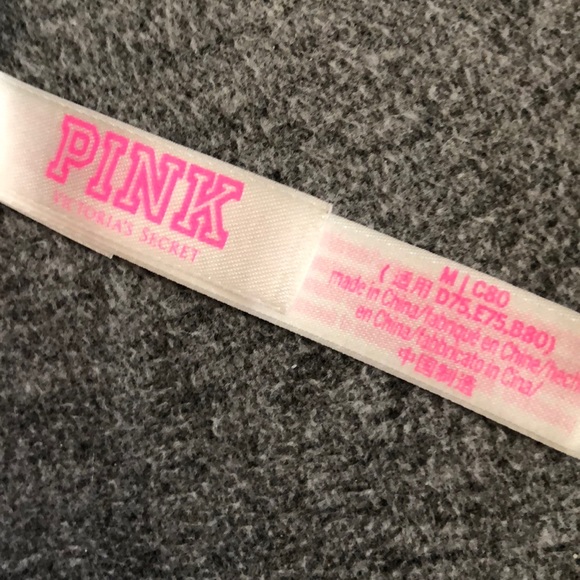 PINK
VICTORIA'S SECRET
M | C80
( 适用 D75,E75,B80)
made in China/fabriqué en Chine/hecho
en China/fabbricato in Cina/
中国制造